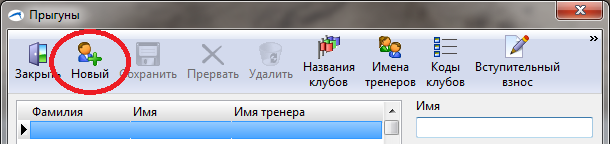 Прыгуны
Закрыть
Новый
Сохранить
Прервать
Удалить
Названия
клубов
Имена
тренеров
Коды
клубов
Вступительный
взнос
Фамилия
Имя
Имя тренера
Имя